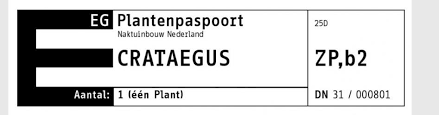 EG Plantenpaspoort
Naktuinbouw Nederland
CRATAEGUS
Aantal: 1 (één Plant)
25D
ZP,b2
DN 31 / 000801